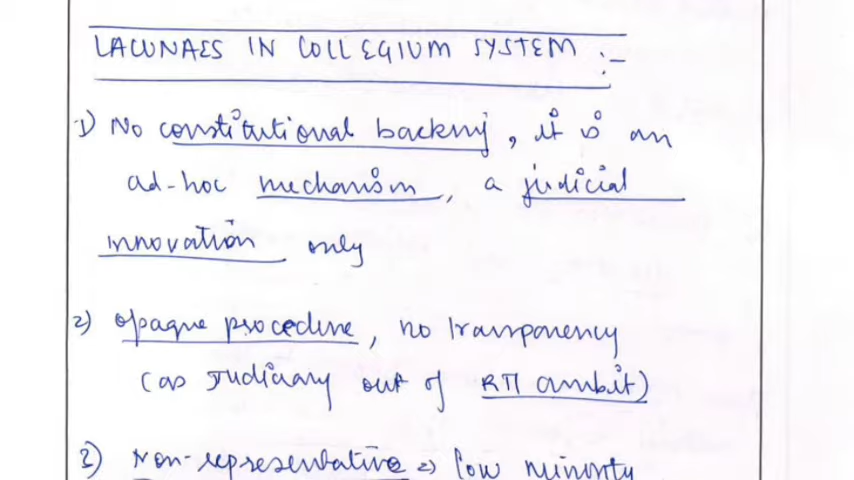 LACUNAES IN COLLEGIUM SYSTEM :-
1) No constitutional backing, it is an
ad-hoc mechanism, a judicial
innovation only
2) opaque procedure, no transparency
(as Judiciary out of RTI ambit)
3) Non-representative => low minority